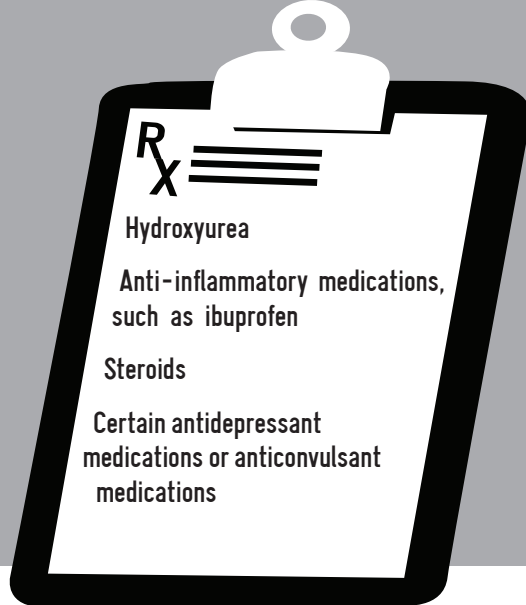 Rx
Hydroxyurea
Anti-inflammatory medications,
such as ibuprofen
Steroids
Certain antidepressant
medications or anticonvulsant
medications